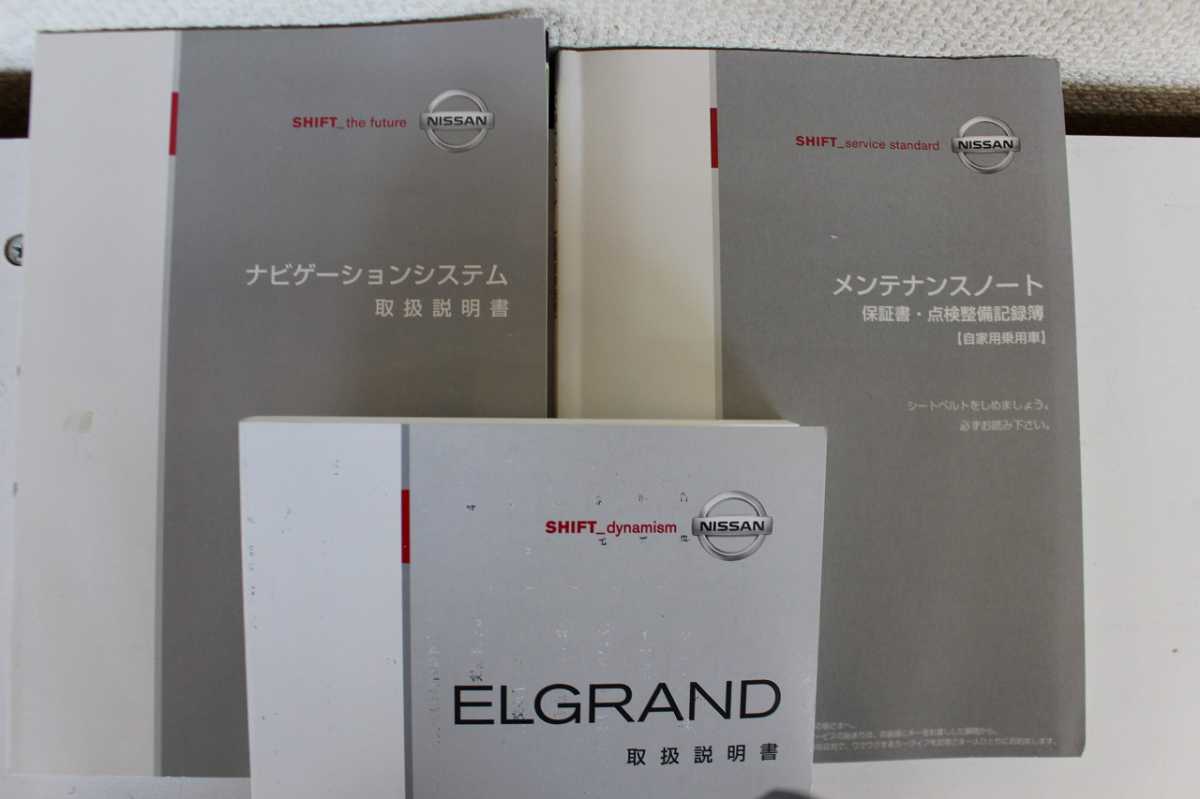 SHIFT_the future NISSAN
ナビゲーションシステム
取扱説明書
SHIFT_service standard NISSAN
メンテナンスノート
保証書・点検整備記録簿
【自家用乗用車】
シートベルトをしめましょう。
必ずお読み下さい。
SHIFT_dynamism NISSAN
ELGRAND
取扱説明書